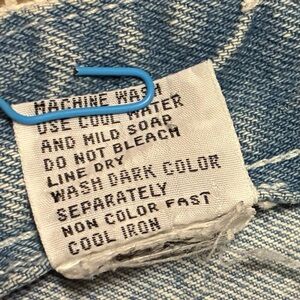 MACHINE WASH
USE COOL WATER
AND MILD SOAP
DO NOT BLEACH
LINE DRY
WASH DARK COLOR
SEPARATELY
NON COLOR FAST
COOL IRON